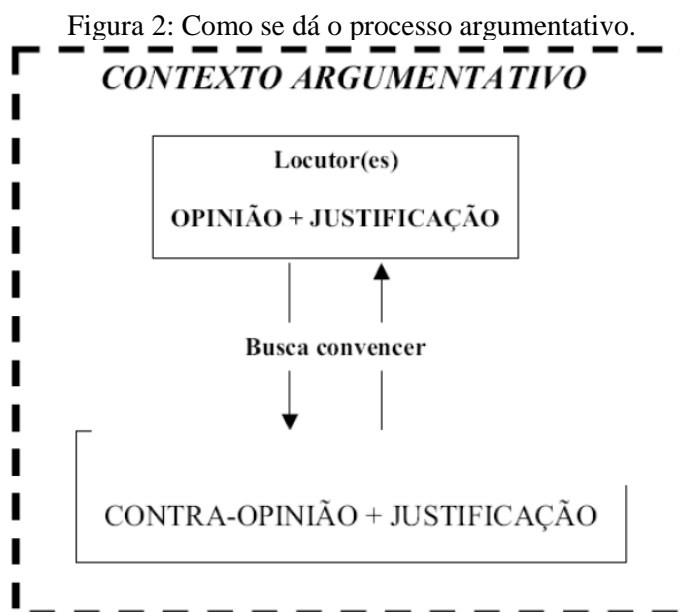 Figura 2: Como se dá o processo argumentativo.
CONTEXTO ARGUMENTATIVO
Locutor(es)
OPINIÃO + JUSTIFICAÇÃO
Busca convencer
CONTRA-OPINIÃO + JUSTIFICAÇÃO